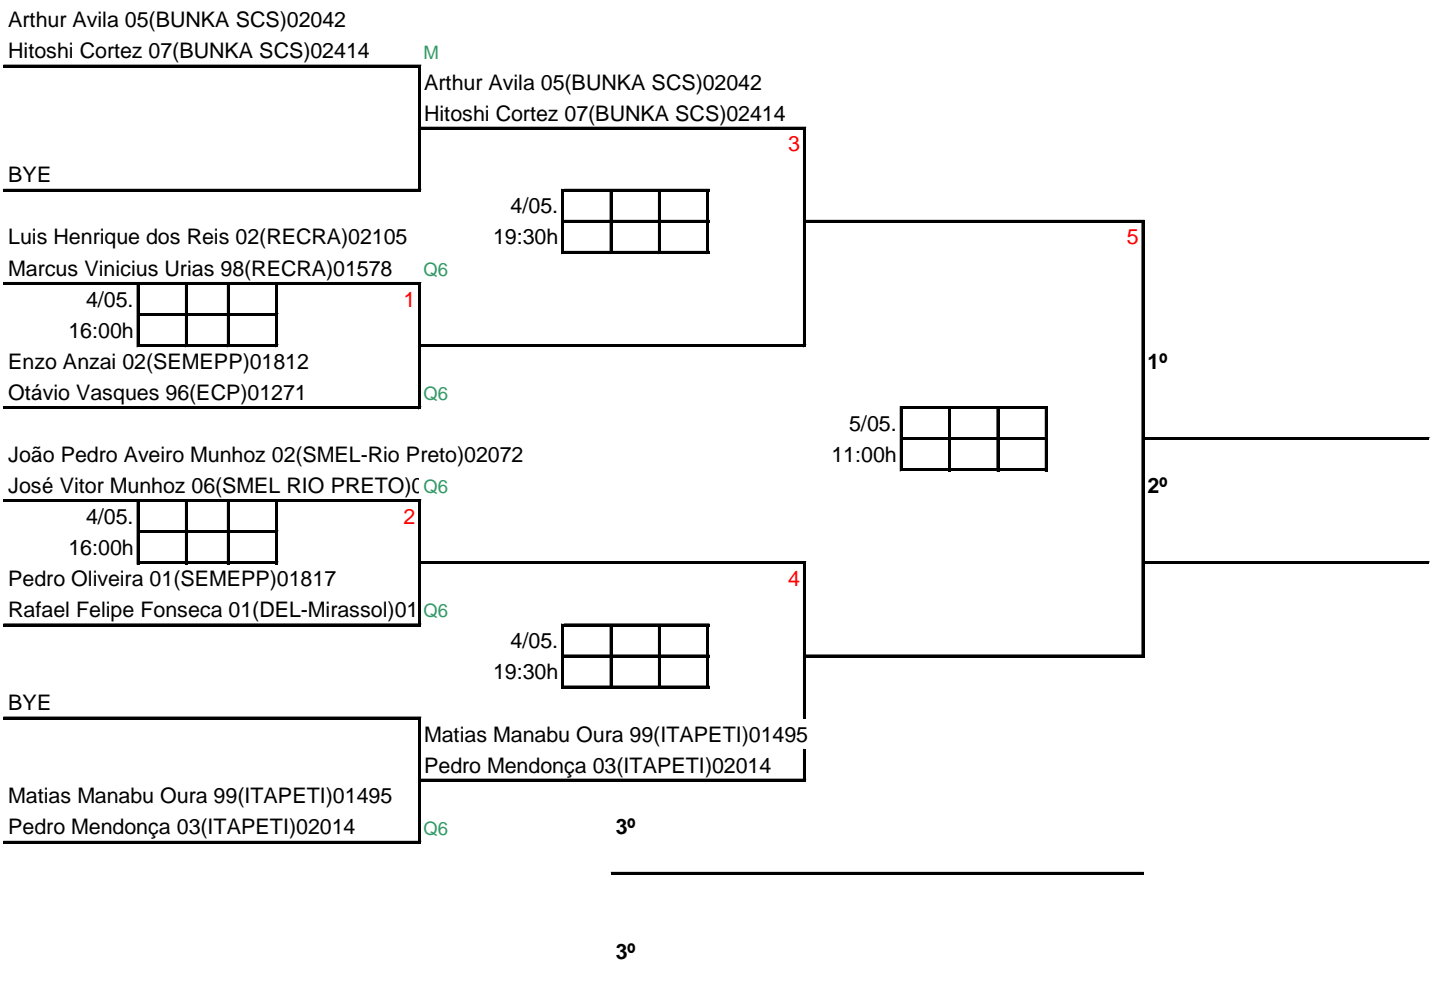 Arthur Avila 05(BUNKA SCS)02042
Hitoshi Cortez 07(BUNKA SCS)02414 M
Arthur Avila 05(BUNKA SCS)02042
Hitoshi Cortez 07(BUNKA SCS)02414
3
BYE
4/05.
19:30h
Luis Henrique dos Reis 02(RECRA)02105
5
Marcus Vinicius Urias 98(RECRA)01578 Q6
4/05. 1
16:00h
Enzo Anzai 02(SEMEPP)01812
1º
Otávio Vasques 96(ECP)01271 Q6
5/05.
11:00h
João Pedro Aveiro Munhoz 02(SMEL-Rio Preto)02072
José Vitor Munhoz 06(SMEL RIO PRETO)0 Q6
2º
4/05. 2
16:00h
Pedro Oliveira 01(SEMEPP)01817
4
Rafael Felipe Fonseca 01(DEL-Mirassol)01 Q6
4/05.
19:30h
BYE
Matias Manabu Oura 99(ITAPETI)01495
Pedro Mendonça 03(ITAPETI)02014
Matias Manabu Oura 99(ITAPETI)01495
Pedro Mendonça 03(ITAPETI)02014 Q6
3º
3º